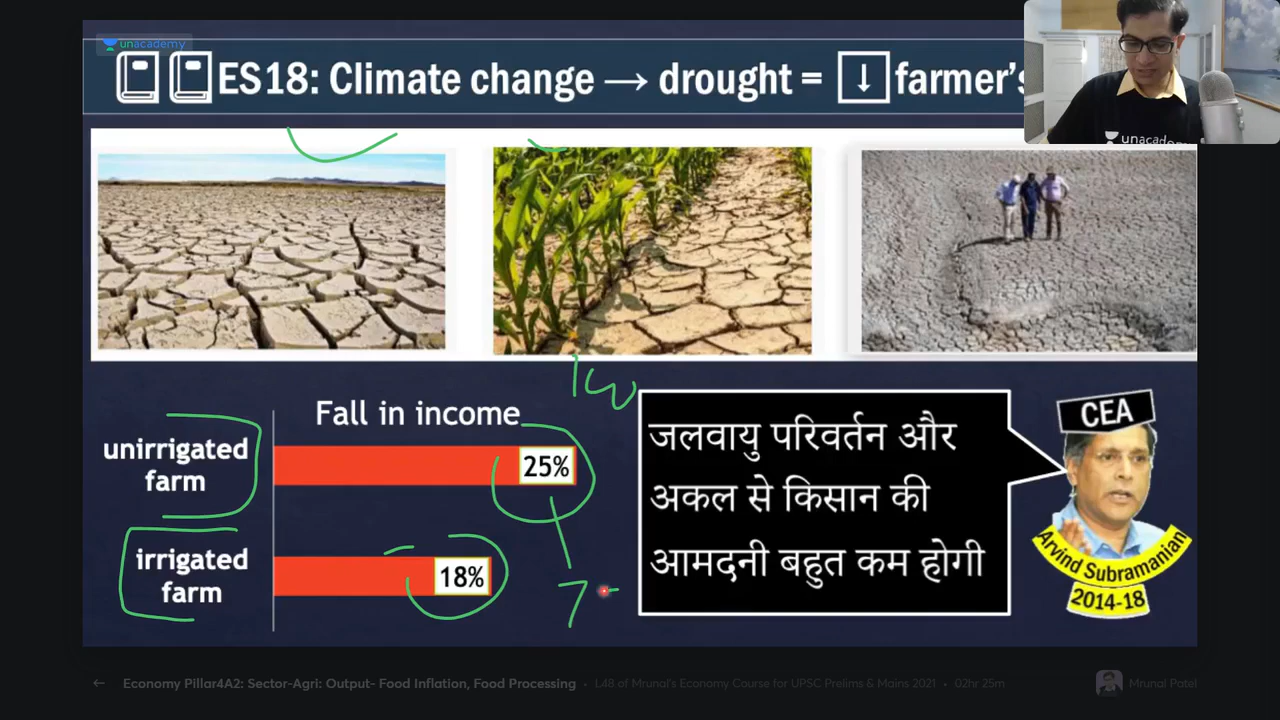 unacademy
ES18: Climate change → drought = ↓ farmer's
unacademy
Fall in income
unirrigated
farm
25%
irrigated
farm
18%
7
जलवायु परिवर्तन और
अकल से किसान की
आमदनी बहुत कम होगी
CEA
Arvind Subramanian
2014-18
Economy Pillar4A2: Sector-Agri: Output- Food Inflation, Food Processing • L48 of Mrunal's Economy Course for UPSC Prelims & Mains 2021 • 02hr 25m
Mrunal Patel